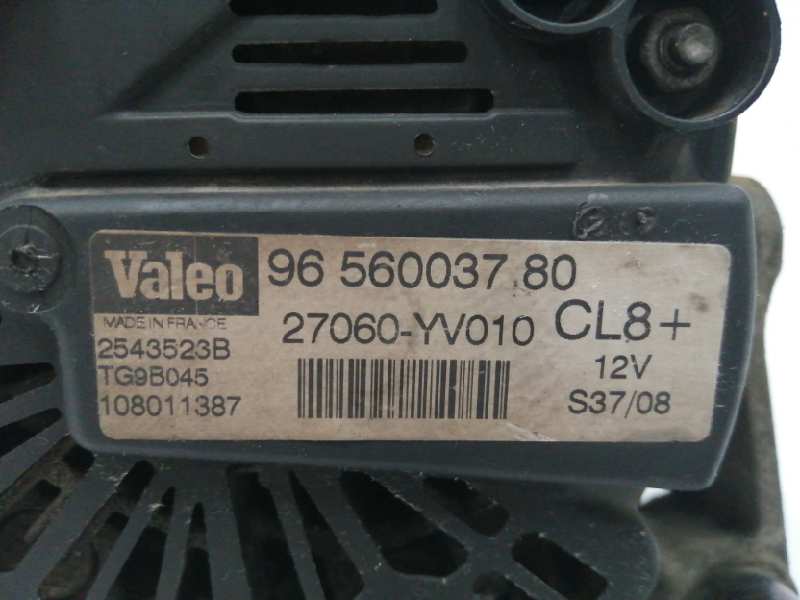 Valeo
MADE IN FRANCE
2543523B
TG9B045
108011387
96 560037 80
27060-YV010
CL8+
12V
S37/08